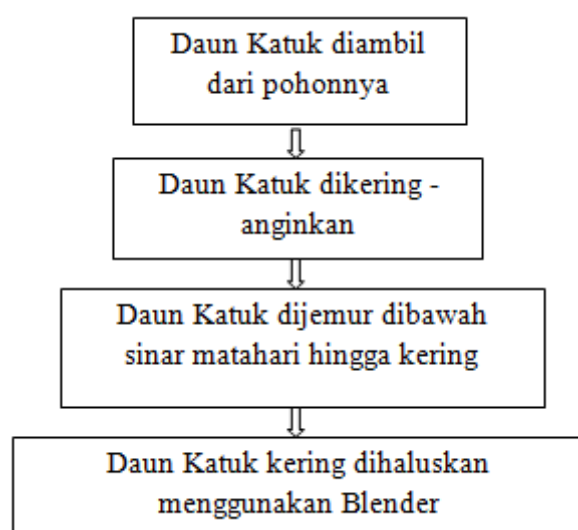 Daun Katuk diambil
dari pohonnya
Daun Katuk dikering -
anginkan
Daun Katuk dijemur dibawah
sinar matahari hingga kering
Daun Katuk kering dihaluskan
menggunakan Blender